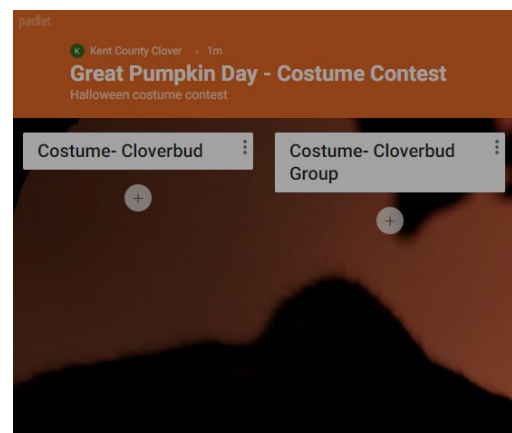 padlet
K Kent County Clover • 1m
Great Pumpkin Day - Costume Contest
Halloween costume contest
Costume- Cloverbud
Costume- Cloverbud
Group